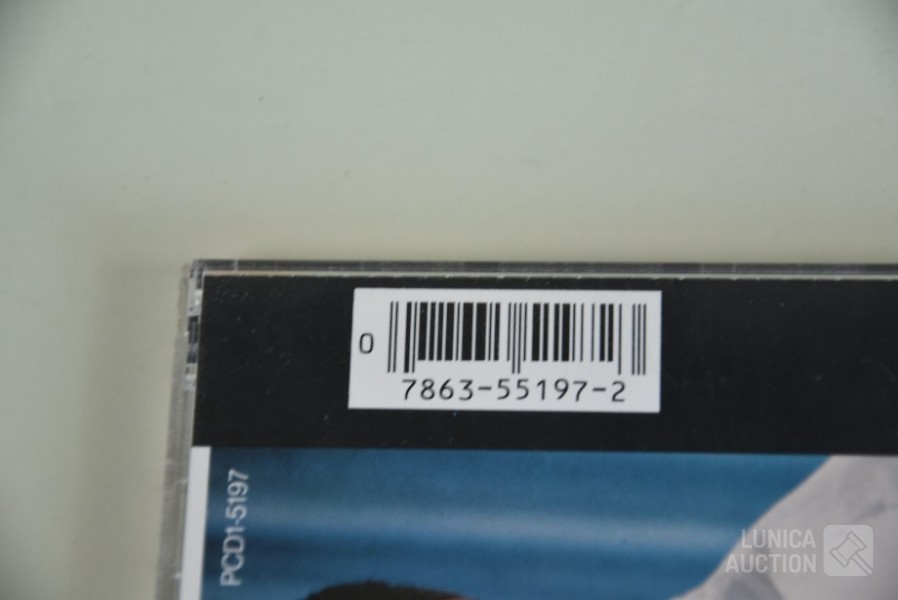 0
7863-55197-2
PCD1-5197
LUNICA
AUCTION